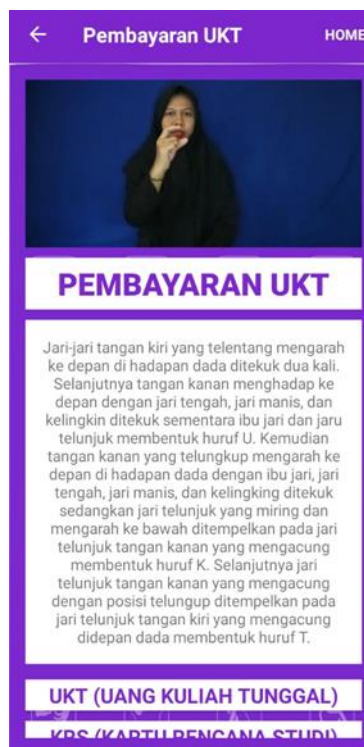 Pembayaran UKT
HOME
PEMBAYARAN UKT
Jari-jari tangan kiri yang telentang mengarah
ke depan di hadapan dada ditekuk dua kali.
Selanjutnya tangan kanan menghadap ke
depan dengan jari tengah, jari manis, dan
kelingkin ditekuk sementara ibu jari dan jaru
telunjuk membentuk huruf U. Kemudian
tangan kanan yang telungkup mengarah ke
depan di hadapan dada dengan ibu jari, jari
tengah, jari manis, dan kelingking ditekuk
sedangkan jari telunjuk yang miring dan
mengarah ke bawah ditempelkan pada jari
telunjuk tangan kanan yang mengacung
membentuk huruf K. Selanjutnya jari
telunjuk tangan kanan yang mengacung
dengan posisi telungup ditempelkan pada
jari telunjuk tangan kiri yang mengacung
didepan dada membentuk huruf T.
UKT (UANG KULIAH TUNGGAL)
KRS (KARTU RENCANA STUDI)